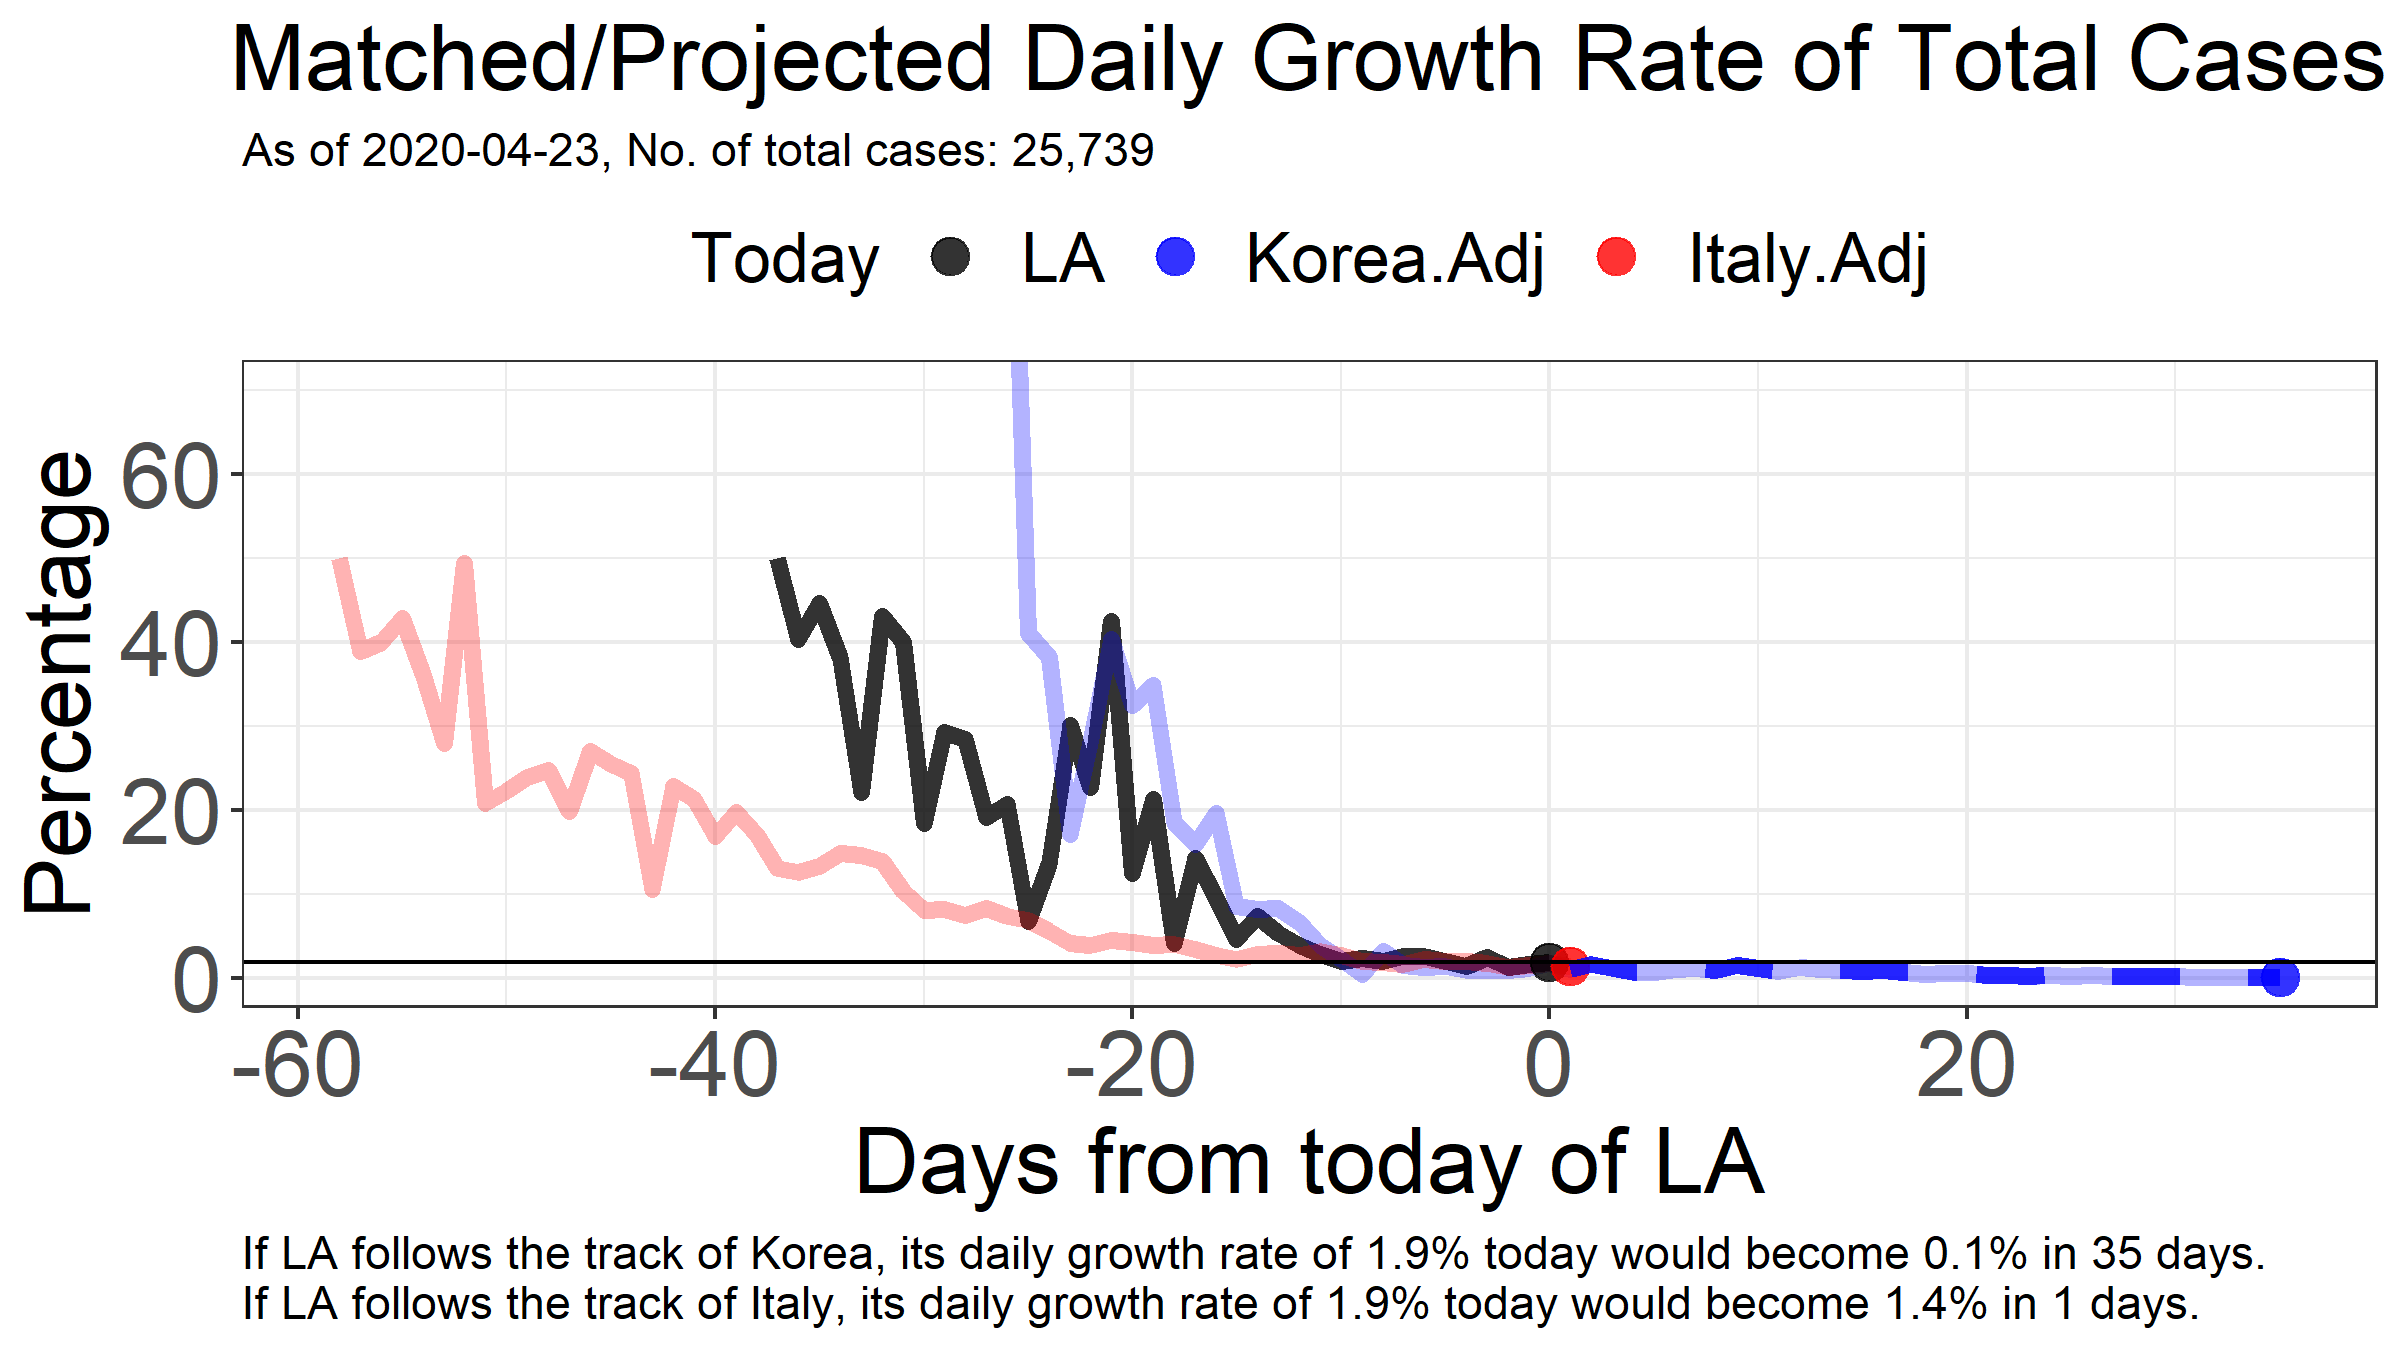 Matched/Projected Daily Growth Rate of Total Cases
As of 2020-04-23, No. of total cases: 25,739
Today LA Korea.Adj Italy.Adj
Percentage
60
40
20
0
-60 -40 -20 0 20
Days from today of LA
If LA follows the track of Korea, its daily growth rate of 1.9% today would become 0.1% in 35 days.
If LA follows the track of Italy, its daily growth rate of 1.9% today would become 1.4% in 1 days.